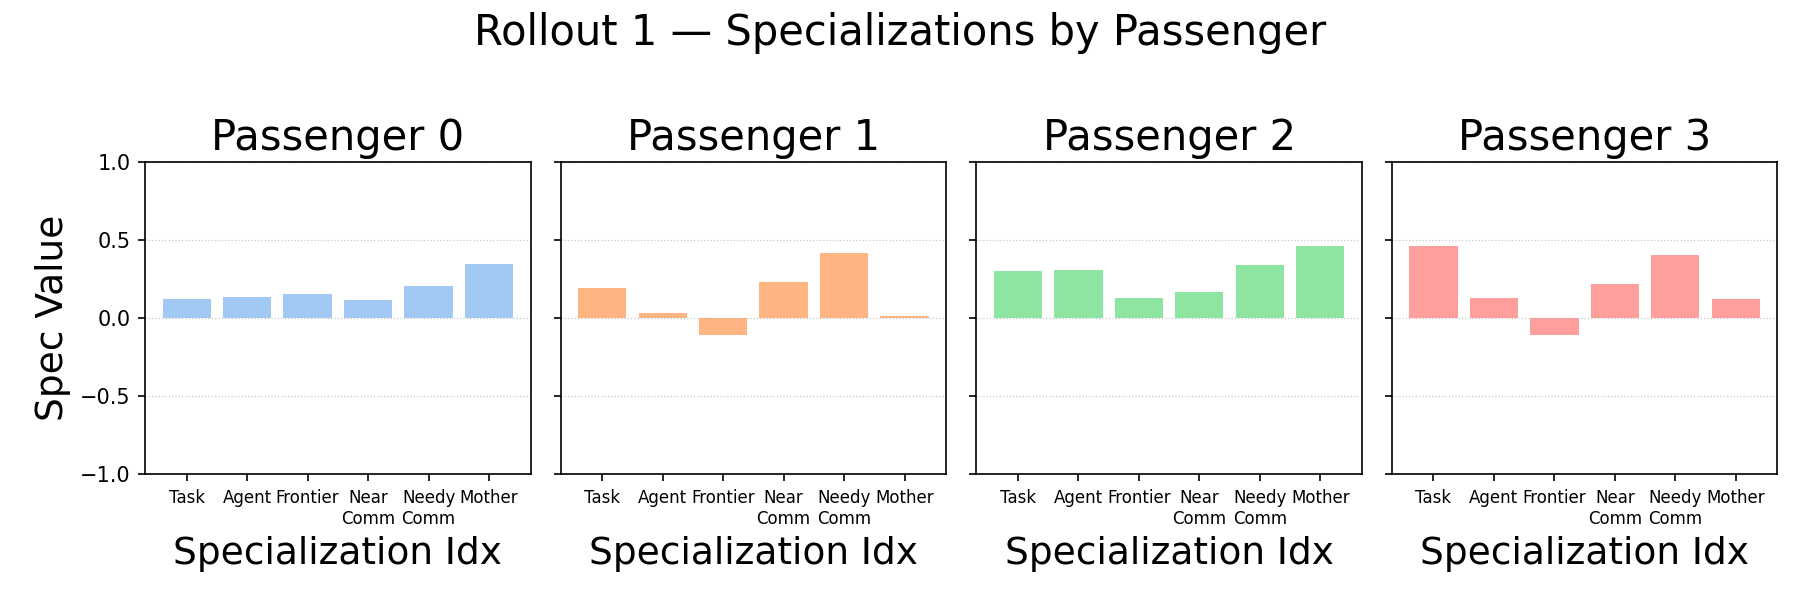 Rollout 1 — Specializations by Passenger
Passenger 0
Passenger 1
Passenger 2
Passenger 3
Spec Value
1.0
0.5
0.0
−0.5
−1.0
Task Agent Frontier Near Comm Needy Comm Mother
Task Agent Frontier Near Comm Needy Comm Mother
Task Agent Frontier Near Comm Needy Comm Mother
Task Agent Frontier Near Comm Needy Comm Mother
Specialization Idx
Specialization Idx
Specialization Idx
Specialization Idx